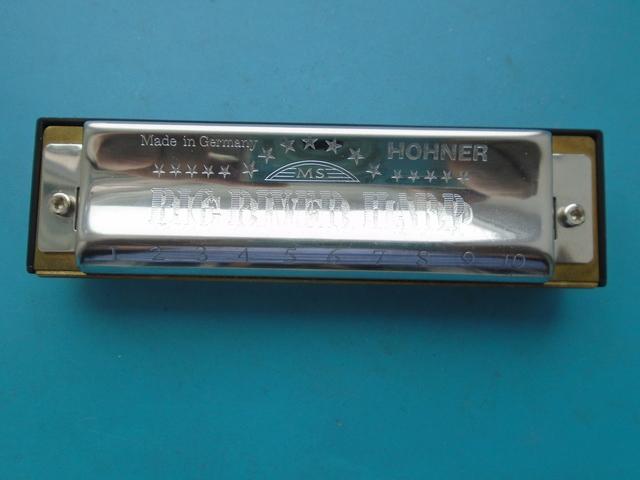 Made in Germany
HOHNER
MS
BIG RIVER HARP
1 2 3 4 5 6 7 8 9 10